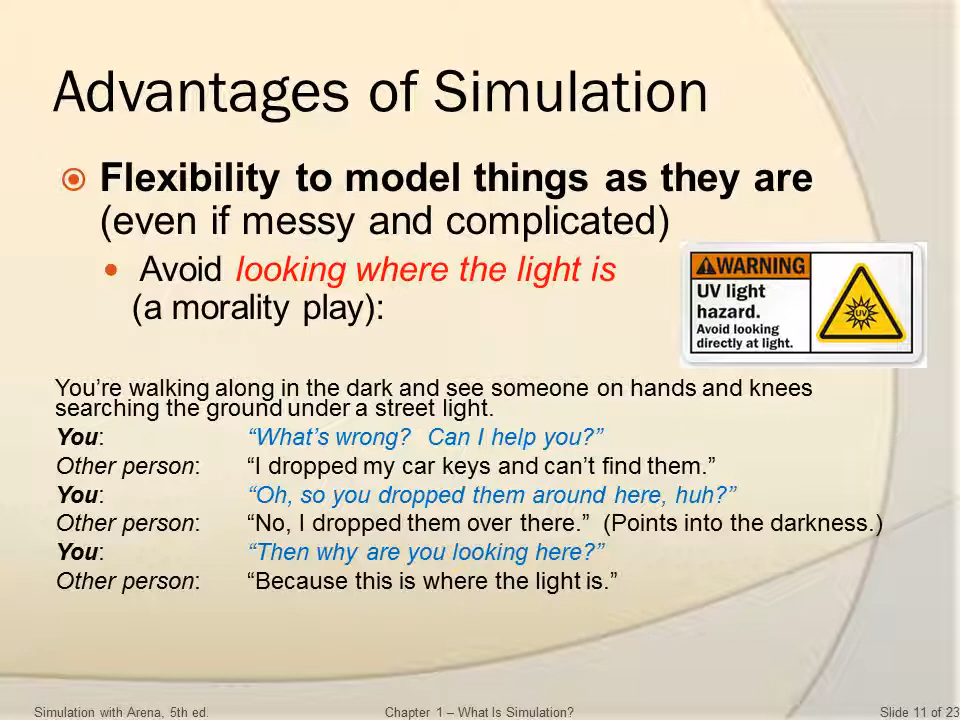 Advantages of Simulation
Flexibility to model things as they are
(even if messy and complicated)
Avoid looking where the light is
(a morality play):
WARNING
UV light
hazard.
Avoid looking
directly at light.
UV
You’re walking along in the dark and see someone on hands and knees
searching the ground under a street light.
You: “What’s wrong? Can I help you?”
Other person: “I dropped my car keys and can’t find them.”
You: “Oh, so you dropped them around here, huh?”
Other person: “No, I dropped them over there.” (Points into the darkness.)
You: “Then why are you looking here?”
Other person: “Because this is where the light is.”
Simulation with Arena, 5th ed. Chapter 1 – What Is Simulation? Slide 11 of 23